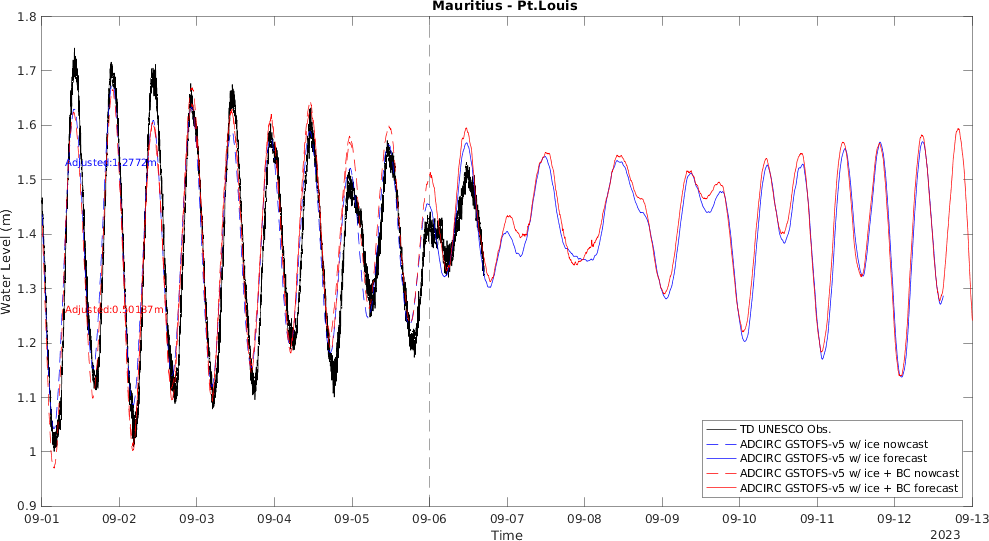 Mauritius - Pt.Louis
1.8
1.7
1.6
1.5
1.4
1.3
1.2
1.1
1
0.9
Water Level (m)
Adjusted:1.2772m
Adjusted:0.50187m
TD UNESCO Obs.
ADCIRC GSTOFS-v5 w/ ice nowcast
ADCIRC GSTOFS-v5 w/ ice forecast
ADCIRC GSTOFS-v5 w/ ice + BC nowcast
ADCIRC GSTOFS-v5 w/ ice + BC forecast
09-01 09-02 09-03 09-04 09-05 09-06 09-07 09-08 09-09 09-10 09-11 09-12 09-13
Time
2023